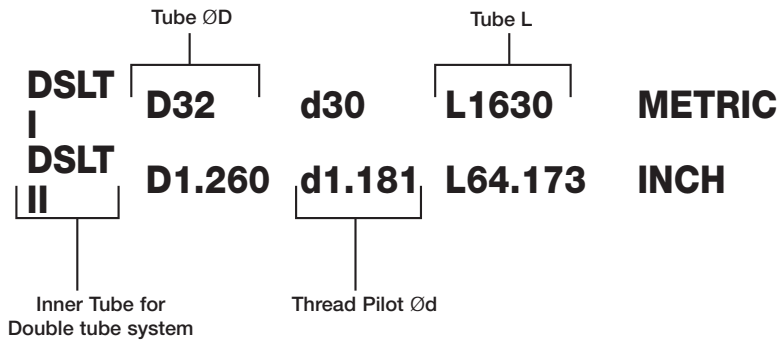 Tube ØD Tube L
DSLT
I D32 d30 L1630 METRIC
DSLT
II D1.260 d1.181 L64.173 INCH
Inner Tube for
Double tube system
Thread Pilot Ød